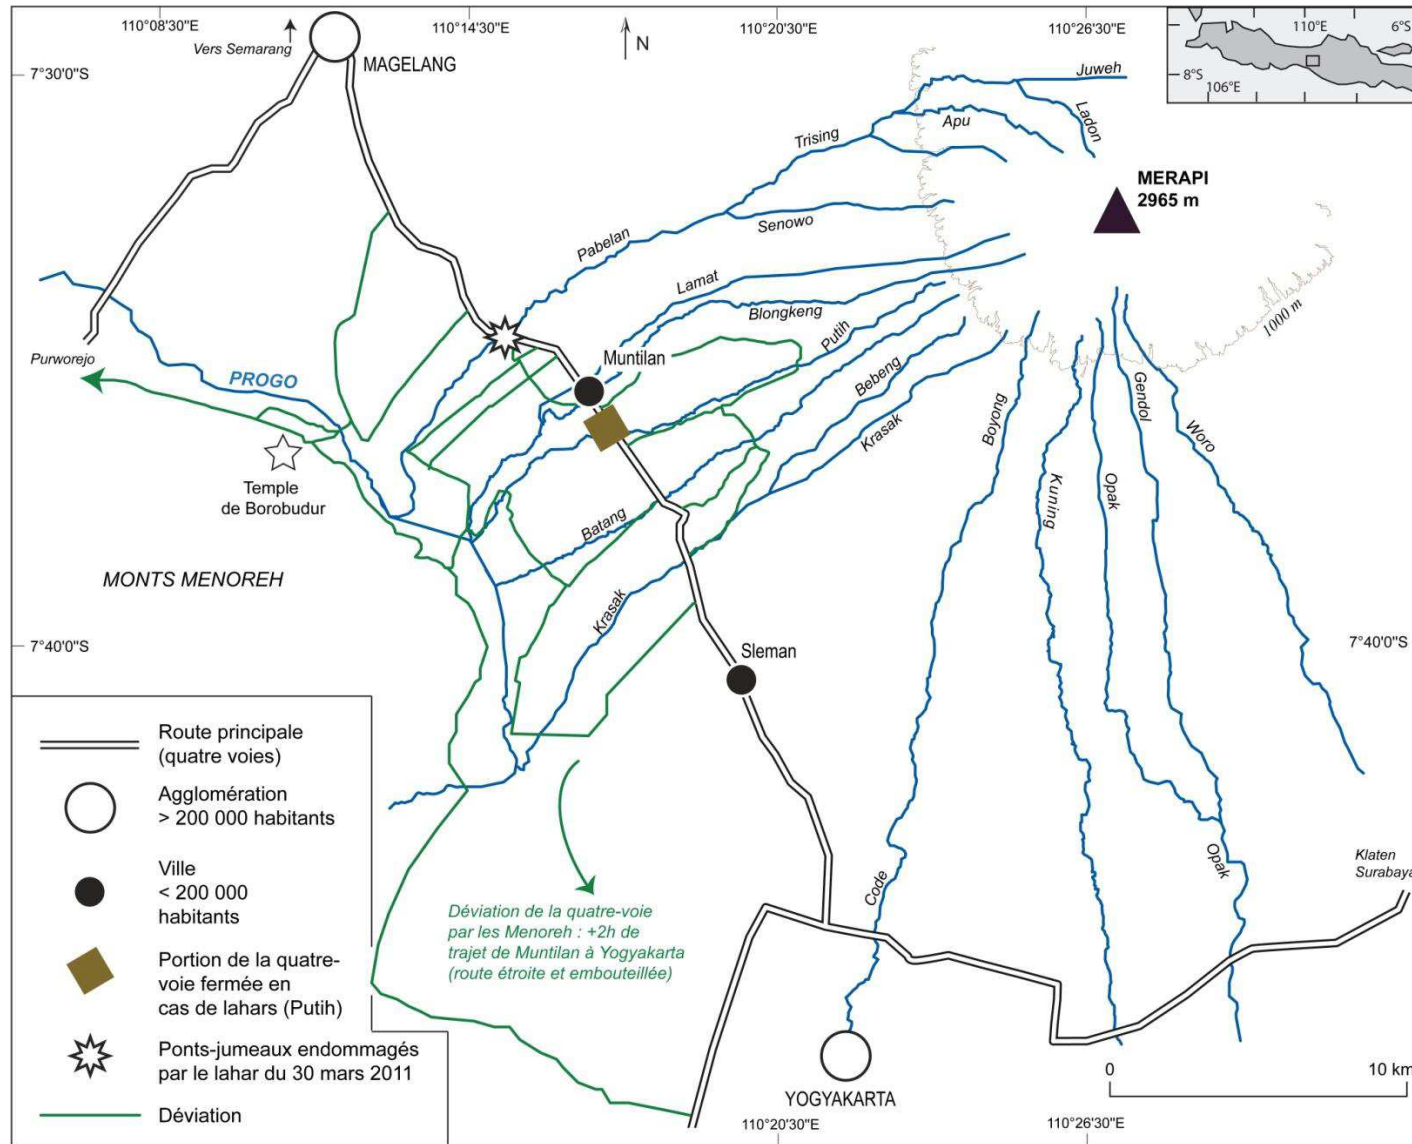 110°08'30"E
110°14'30"E
110°20'30"E
110°26'30"E
110°E
6°S
8°S
106°E
Vers Semarang
N
MAGELANG
7°30'0"S
Juweh
Ladon
Apu
Trising
MERAPI
2965 m
Senowo
Pabelan
Lamat
Blongkeng
Putih
1000 m
Purworejo
PROGO
Muntilan
Bebeng
Krasak
Boyong
Gendol
Woro
Opak
Kuning
Temple
de Borobudur
Batang
MONTS MENOREH
Krasak
7°40'0"S
7°40'0"S
Sleman
Route principale
(quatre voies)
Agglomération
> 200 000 habitants
Ville
< 200 000
habitants
Portion de la quatre-
voie fermée en
cas de lahars (Putih)
Ponts-jumeaux endommagés
par le lahar du 30 mars 2011
Déviation
Déviation de la quatre-voie
par les Menoreh : +2h de
trajet de Muntilan à Yogyakarta
(route étroite et embouteillée)
Code
Opak
Klaten
Surabaya
YOGYAKARTA
0
10 km
110°20'30"E
110°26'30"E